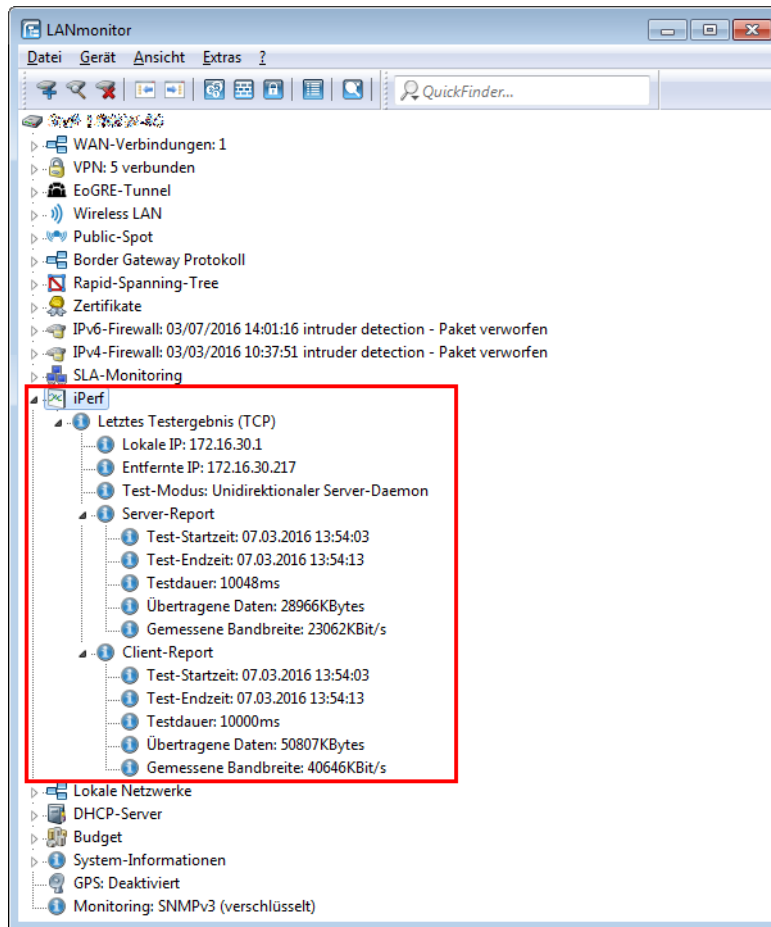 LANmonitor
Datei Gerät Ansicht Extras ?
QuickFinder...
WAN-Verbindungen: 1
VPN: 5 verbunden
EoGRE-Tunnel
Wireless LAN
Public-Spot
Border Gateway Protokoll
Rapid-Spanning-Tree
Zertifikate
IPv6-Firewall: 03/07/2016 14:01:16 intruder detection - Paket verworfen
IPv4-Firewall: 03/03/2016 10:37:51 intruder detection - Paket verworfen
SLA-Monitoring
iPerf
Letztes Testergebnis (TCP)
Lokale IP: 172.16.30.1
Entfernte IP: 172.16.30.217
Test-Modus: Unidirektionaler Server-Daemon
Server-Report
Test-Startzeit: 07.03.2016 13:54:03
Test-Endzeit: 07.03.2016 13:54:13
Testdauer: 10048ms
Übertragene Daten: 28966KBytes
Gemessene Bandbreite: 23062KBit/s
Client-Report
Test-Startzeit: 07.03.2016 13:54:03
Test-Endzeit: 07.03.2016 13:54:13
Testdauer: 10000ms
Übertragene Daten: 50807KBytes
Gemessene Bandbreite: 40646KBit/s
Lokale Netzwerke
DHCP-Server
Budget
System-Informationen
GPS: Deaktiviert
Monitoring: SNMPv3 (verschlüsselt)